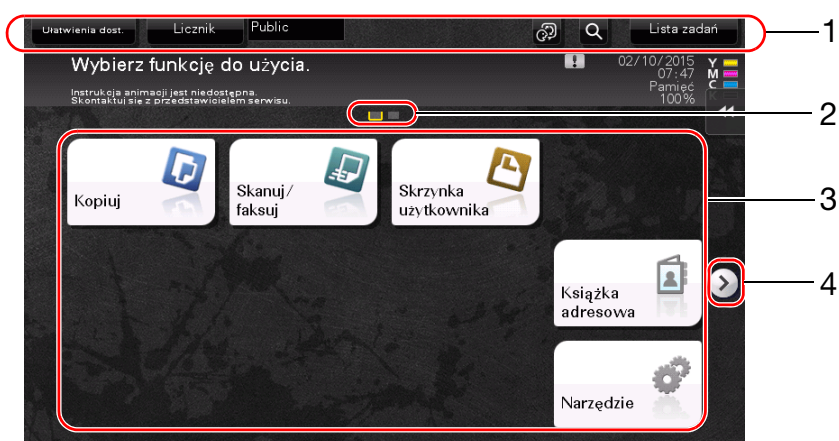 Ułatwienia dost.
Licznik
Public
Lista zadań
1
Wybierz funkcję do użycia.
02/10/2015
07:47
Pamięć
100%
Y
M
C
K
Instrukcja animacji jest niedostępna.
Skontaktuj się z przedstawicielem serwisu.
2
Kopiuj
Skanuj/
faksuj
Skrzynka
użytkownika
3
Książka
adresowa
4
Narzędzie